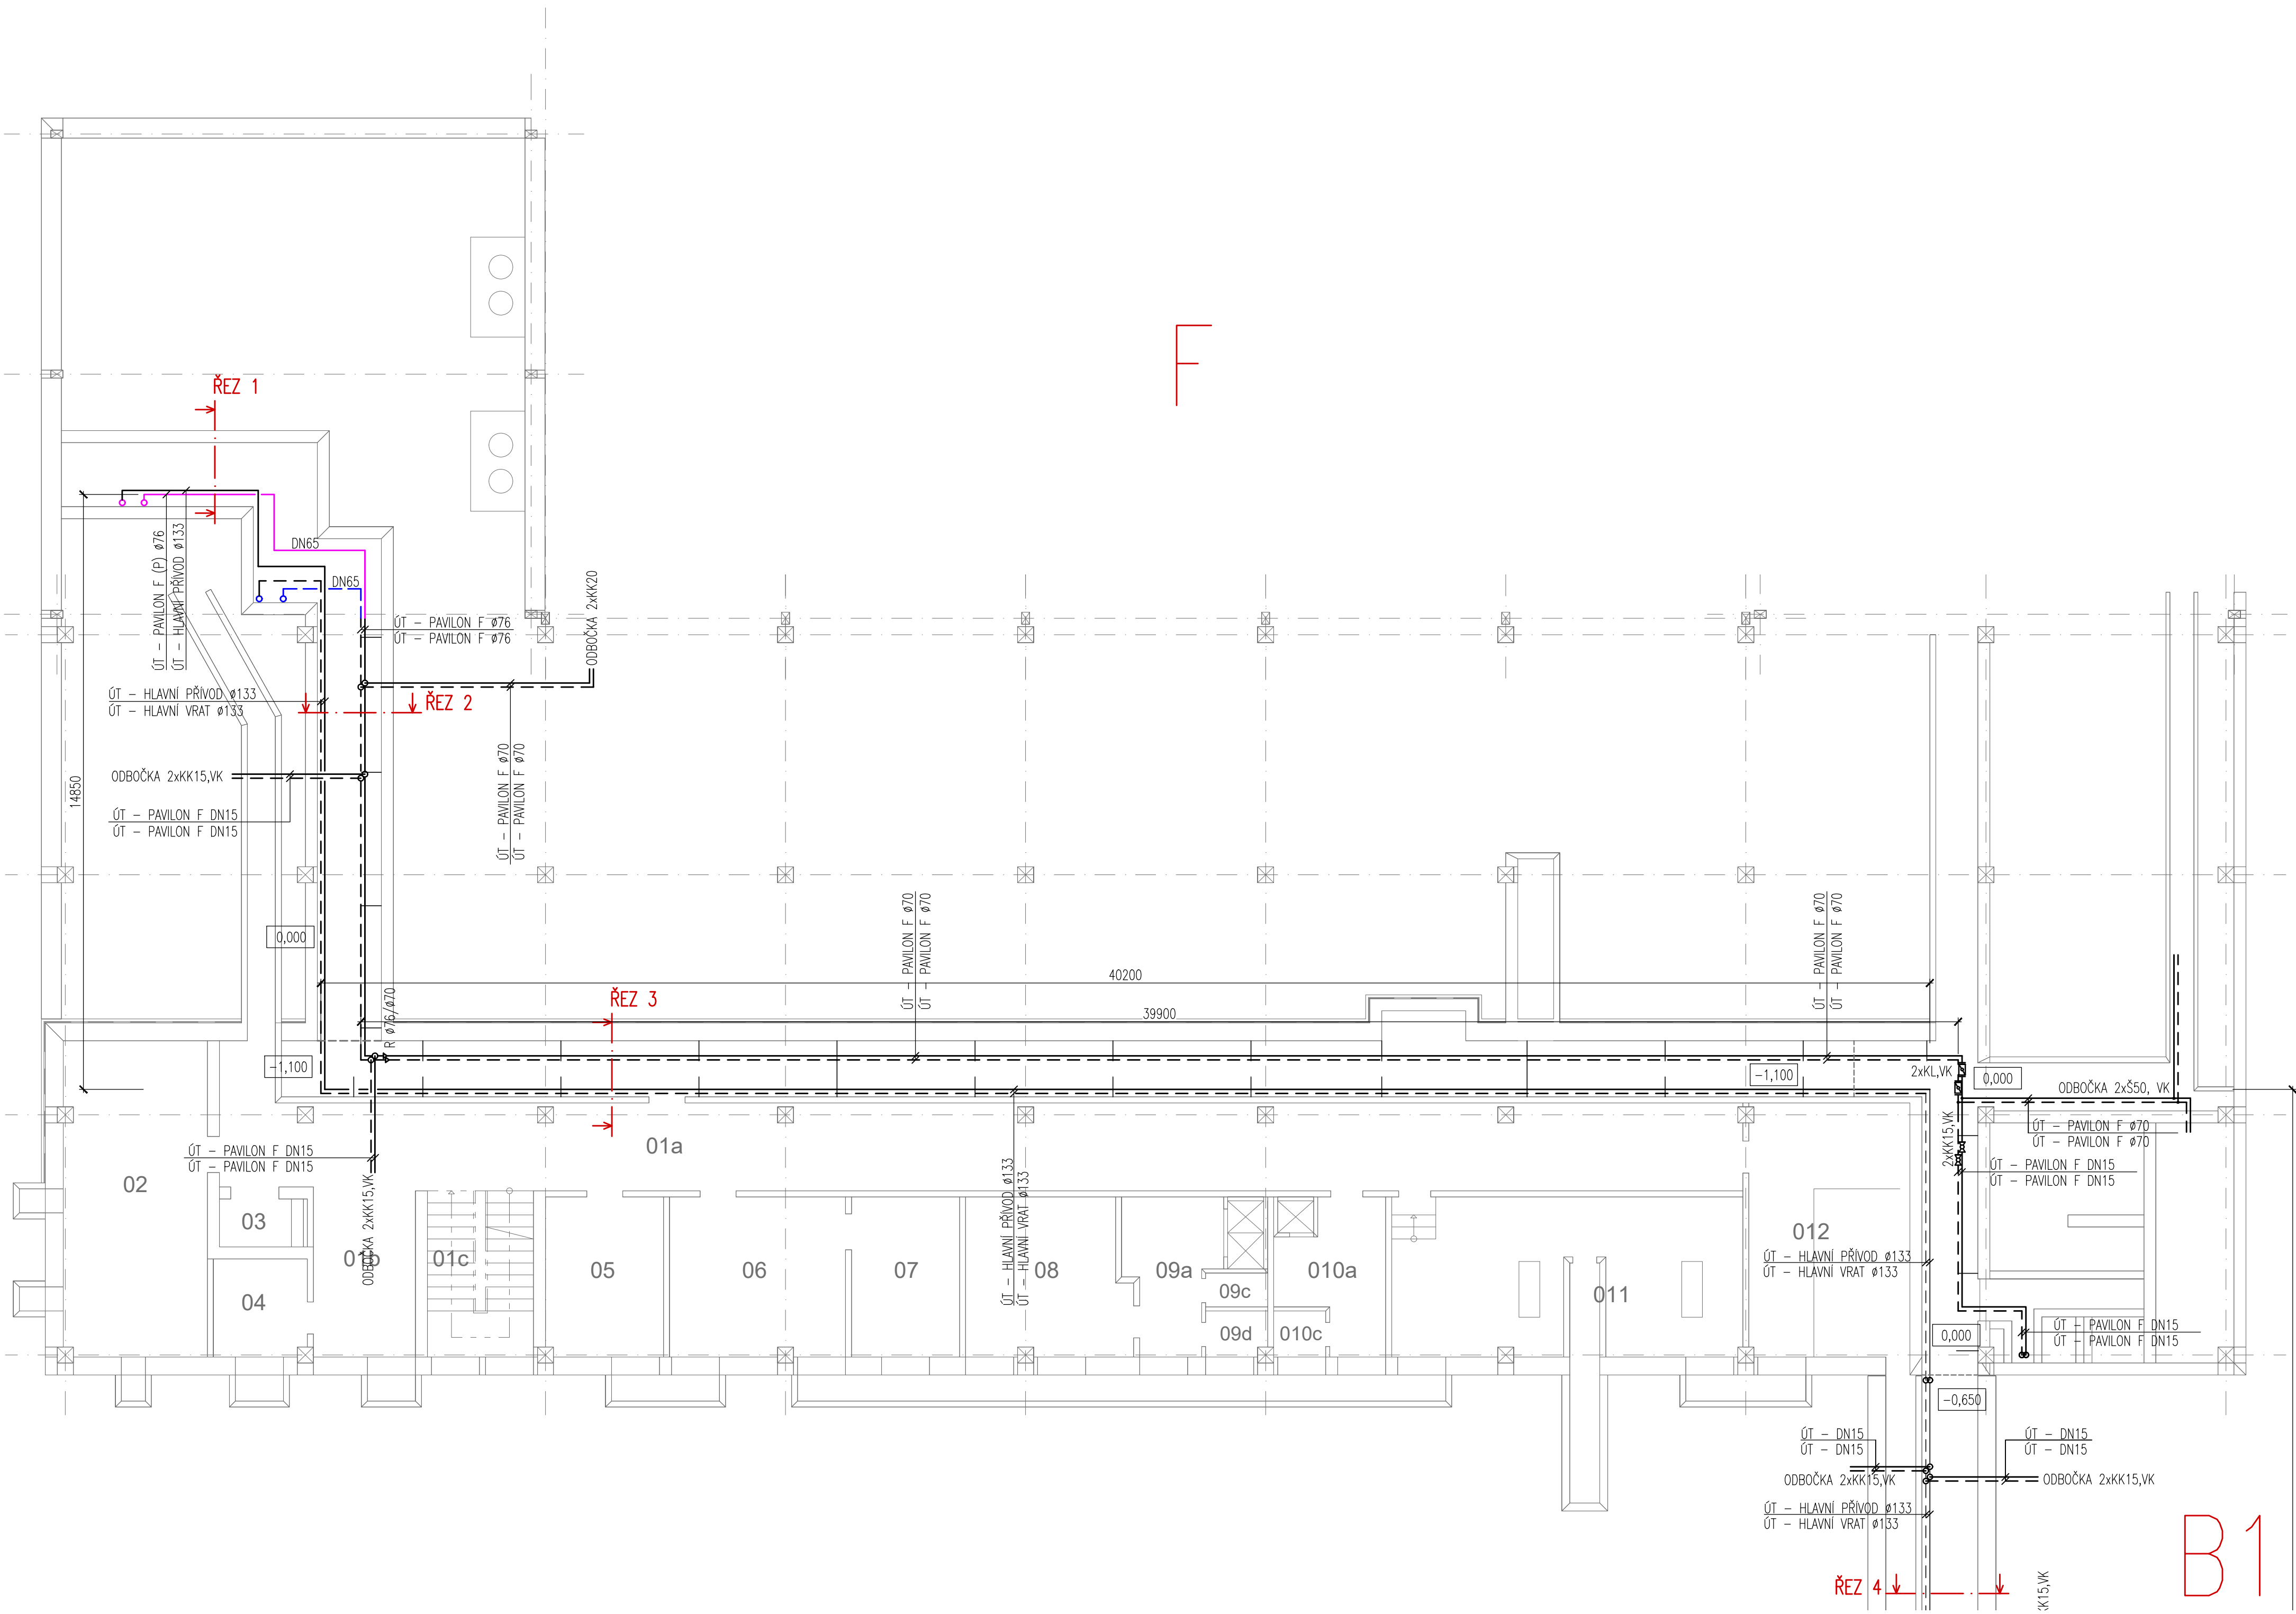 F
ŘEZ 1
DN65
DN65
ÚT - PAVILON F (P) ø76
ÚT - HLAVNÍ PŘÍVOD ø133
ÚT - PAVILON F ø76
ÚT - PAVILON F ø76
ODBOČKA 2xKK20
ÚT - HLAVNÍ PŘÍVOD ø133
ÚT - HLAVNÍ VRAT ø133
ŘEZ 2
ODBOČKA 2xKK15,VK
14850
ÚT - PAVILON F DN15
ÚT - PAVILON F DN15
ÚT - PAVILON F ø70
ÚT - PAVILON F ø70
0,000
ÚT - PAVILON F ø70
ÚT - PAVILON F ø70
ÚT - PAVILON F ø70
ÚT - PAVILON F ø70
40200
ŘEZ 3
39900
R ø76/ø70
-1,100
-1,100
2xKL,VK
0,000
ODBOČKA 2xŠ50, VK
2xKK15,VK
ÚT - PAVILON F ø70
ÚT - PAVILON F ø70
ÚT - PAVILON F DN15
ÚT - PAVILON F DN15
ÚT - PAVILON F DN15
ÚT - PAVILON F DN15
ODBOČKA 2xKK15,VK
01a
02
03
04
01b
01c
05
06
07
08
09a
09c
09d
010a
010c
011
012
ÚT - HLAVNÍ PŘÍVOD ø133
ÚT - HLAVNÍ VRAT ø133
ÚT - HLAVNÍ PŘÍVOD ø133
ÚT - HLAVNÍ VRAT ø133
0,000
ÚT - PAVILON F DN15
ÚT - PAVILON F DN15
-0,650
ÚT - DN15
ÚT - DN15
ÚT - DN15
ÚT - DN15
ODBOČKA 2xKK15,VK
ODBOČKA 2xKK15,VK
ÚT - HLAVNÍ PŘÍVOD ø133
ÚT - HLAVNÍ VRAT ø133
ŘEZ 4
KK15,VK
B1